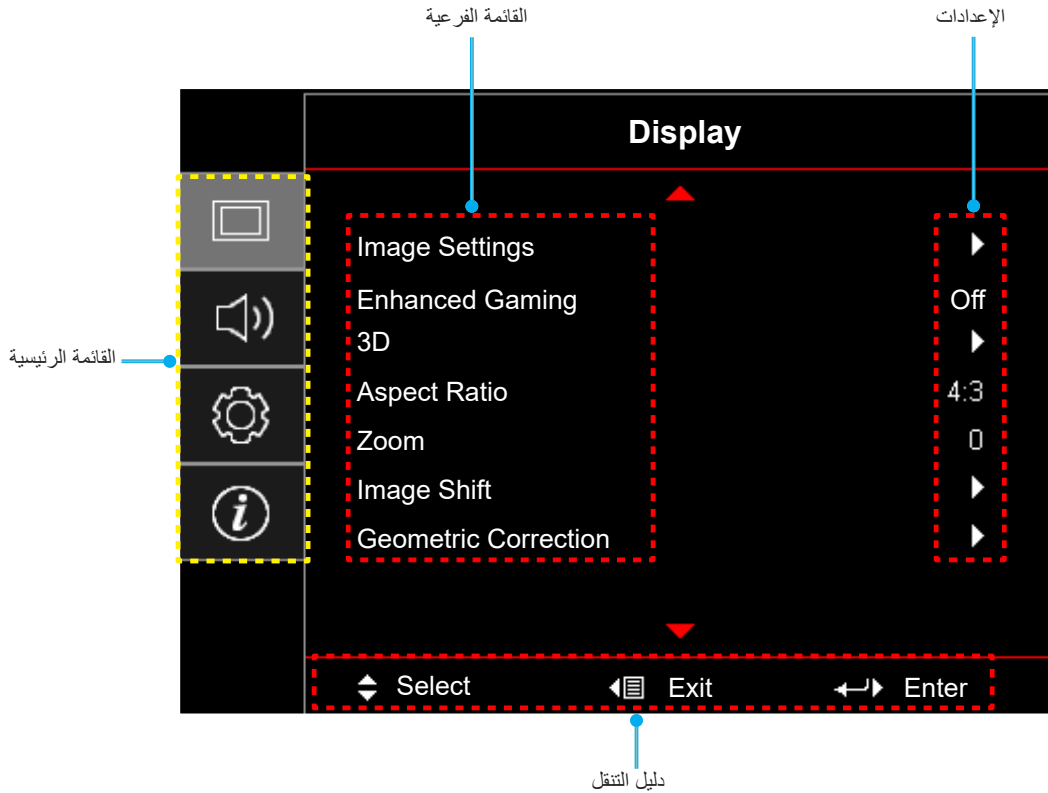 القائمة الفرعية
الإعدادات
Display
Image Settings
Enhanced Gaming Off
3D
Aspect Ratio 4:3
Zoom 0
Image Shift
Geometric Correction
القائمة الرئيسية
Select Exit Enter
دليل التنقل